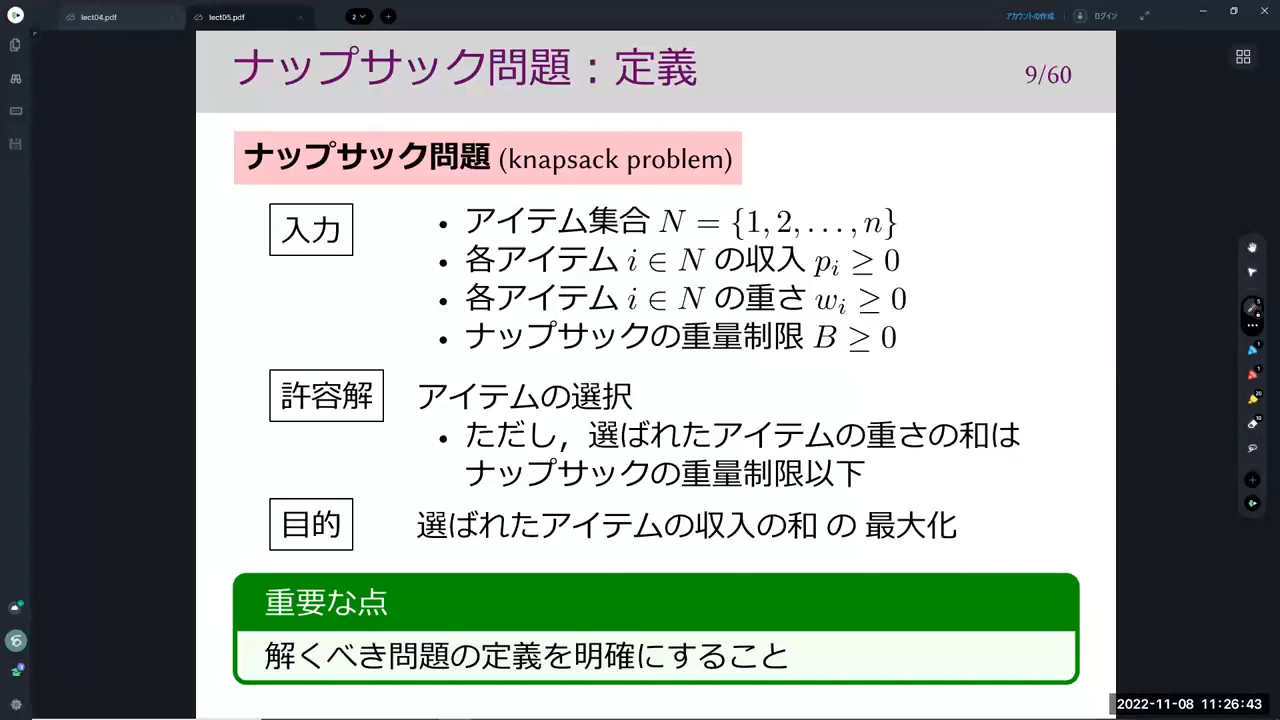 lect04.pdf
lect05.pdf
2
アカウントの作成
ログイン
ナップサック問題：定義
9/60
ナップサック問題 (knapsack problem)
入力
• アイテム集合 N = {1, 2, . . . , n}
• 各アイテム i ∈ N の収入 pᵢ ≥ 0
• 各アイテム i ∈ N の重さ wᵢ ≥ 0
• ナップサックの重量制限 B ≥ 0
許容解
アイテムの選択
• ただし，選ばれたアイテムの重さの和は
ナップサックの重量制限以下
目的
選ばれたアイテムの収入の和 の 最大化
重要な点
解くべき問題の定義を明確にすること
2022-11-08 11:26:43